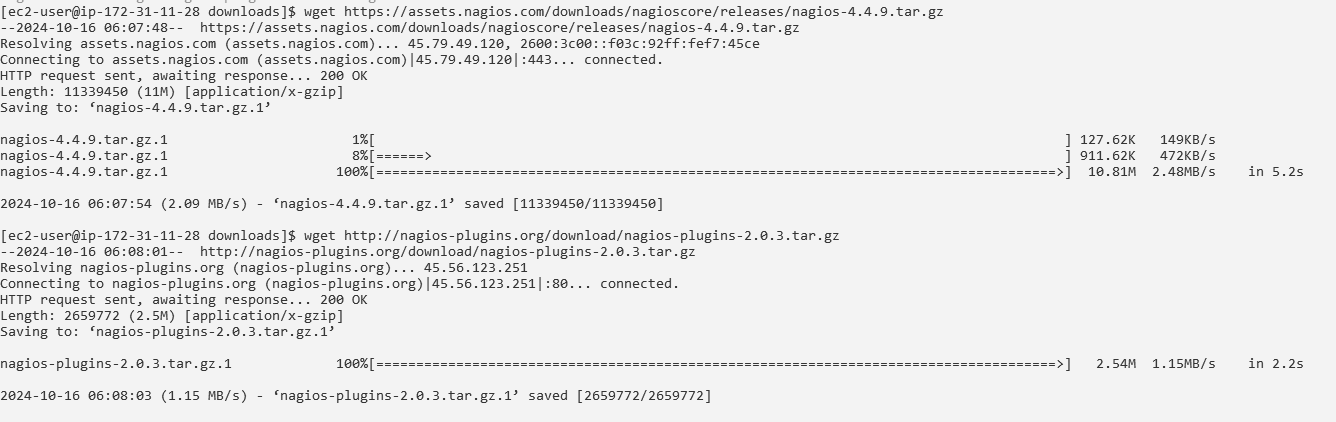 [ec2-user@ip-172-31-11-28 downloads]$ wget https://assets.nagios.com/downloads/nagioscore/releases/nagios-4.4.9.tar.gz
--2024-10-16 06:07:48--  https://assets.nagios.com/downloads/nagioscore/releases/nagios-4.4.9.tar.gz
Resolving assets.nagios.com (assets.nagios.com)... 45.79.49.120, 2600:3c00::f03c:92ff:fef7:45ce
Connecting to assets.nagios.com (assets.nagios.com)|45.79.49.120|:443... connected.
HTTP request sent, awaiting response... 200 OK
Length: 11339450 (11M) [application/x-gzip]
Saving to: ‘nagios-4.4.9.tar.gz.1’

nagios-4.4.9.tar.gz.1                       1%[                                                                                      ] 127.62K   149KB/s
nagios-4.4.9.tar.gz.1                       8%[======>                                                                               ] 911.62K   472KB/s
nagios-4.4.9.tar.gz.1                     100%[=====================================================================================>]  10.81M  2.48MB/s    in 5.2s

2024-10-16 06:07:54 (2.09 MB/s) - ‘nagios-4.4.9.tar.gz.1’ saved [11339450/11339450]

[ec2-user@ip-172-31-11-28 downloads]$ wget http://nagios-plugins.org/download/nagios-plugins-2.0.3.tar.gz
--2024-10-16 06:08:01--  http://nagios-plugins.org/download/nagios-plugins-2.0.3.tar.gz
Resolving nagios-plugins.org (nagios-plugins.org)... 45.56.123.251
Connecting to nagios-plugins.org (nagios-plugins.org)|45.56.123.251|:80... connected.
HTTP request sent, awaiting response... 200 OK
Length: 2659772 (2.5M) [application/x-gzip]
Saving to: ‘nagios-plugins-2.0.3.tar.gz.1’

nagios-plugins-2.0.3.tar.gz.1             100%[=====================================================================================>]   2.54M  1.15MB/s    in 2.2s

2024-10-16 06:08:03 (1.15 MB/s) - ‘nagios-plugins-2.0.3.tar.gz.1’ saved [2659772/2659772]